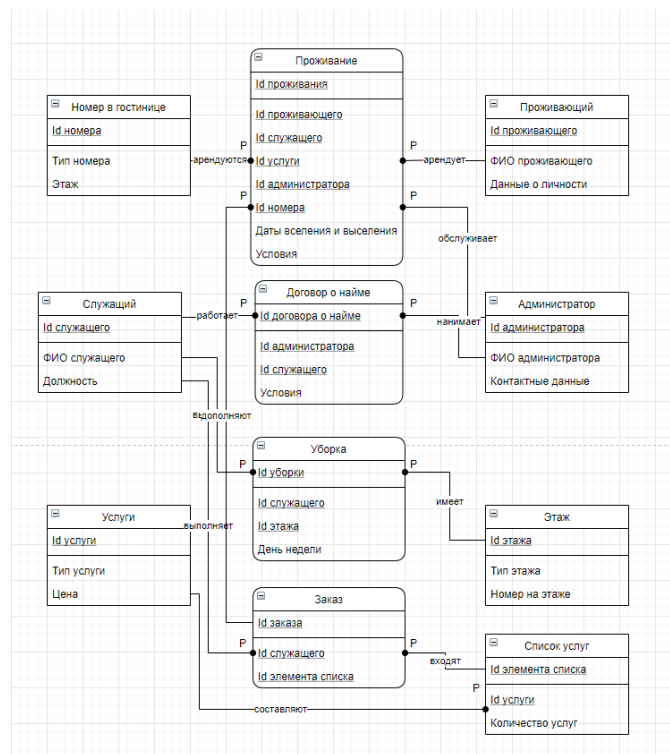 Проживание
Id проживания
Id проживающего
Id служащего
Id услуги
Id администратора
Id номера
Даты вселения и выселения
Условия
Номер в гостинице
Id номера
Тип номера
Этаж
P
арендуются
P
Проживающий
Id проживающего
ФИО проживающего
Данные о личности
P
арендует
P
обслуживает
Служащий
Id служащего
ФИО служащего
Должность
P
работает
Договор о найме
Id договора о найме
Id администратора
Id служащего
Условия
P
нанимает
Администратор
Id администратора
ФИО администратора
Контактные данные
дополняют
Уборка
Id уборки
Id служащего
Id этажа
День недели
P
P
имеет
Услуги
Id услуги
Тип услуги
Цена
выполняет
Этаж
Id этажа
Тип этажа
Номер на этаже
Заказ
Id заказа
Id служащего
Id элемента списка
P
P
входят
Список услуг
Id элемента списка
Id услуги
Количество услуг
P
составляют